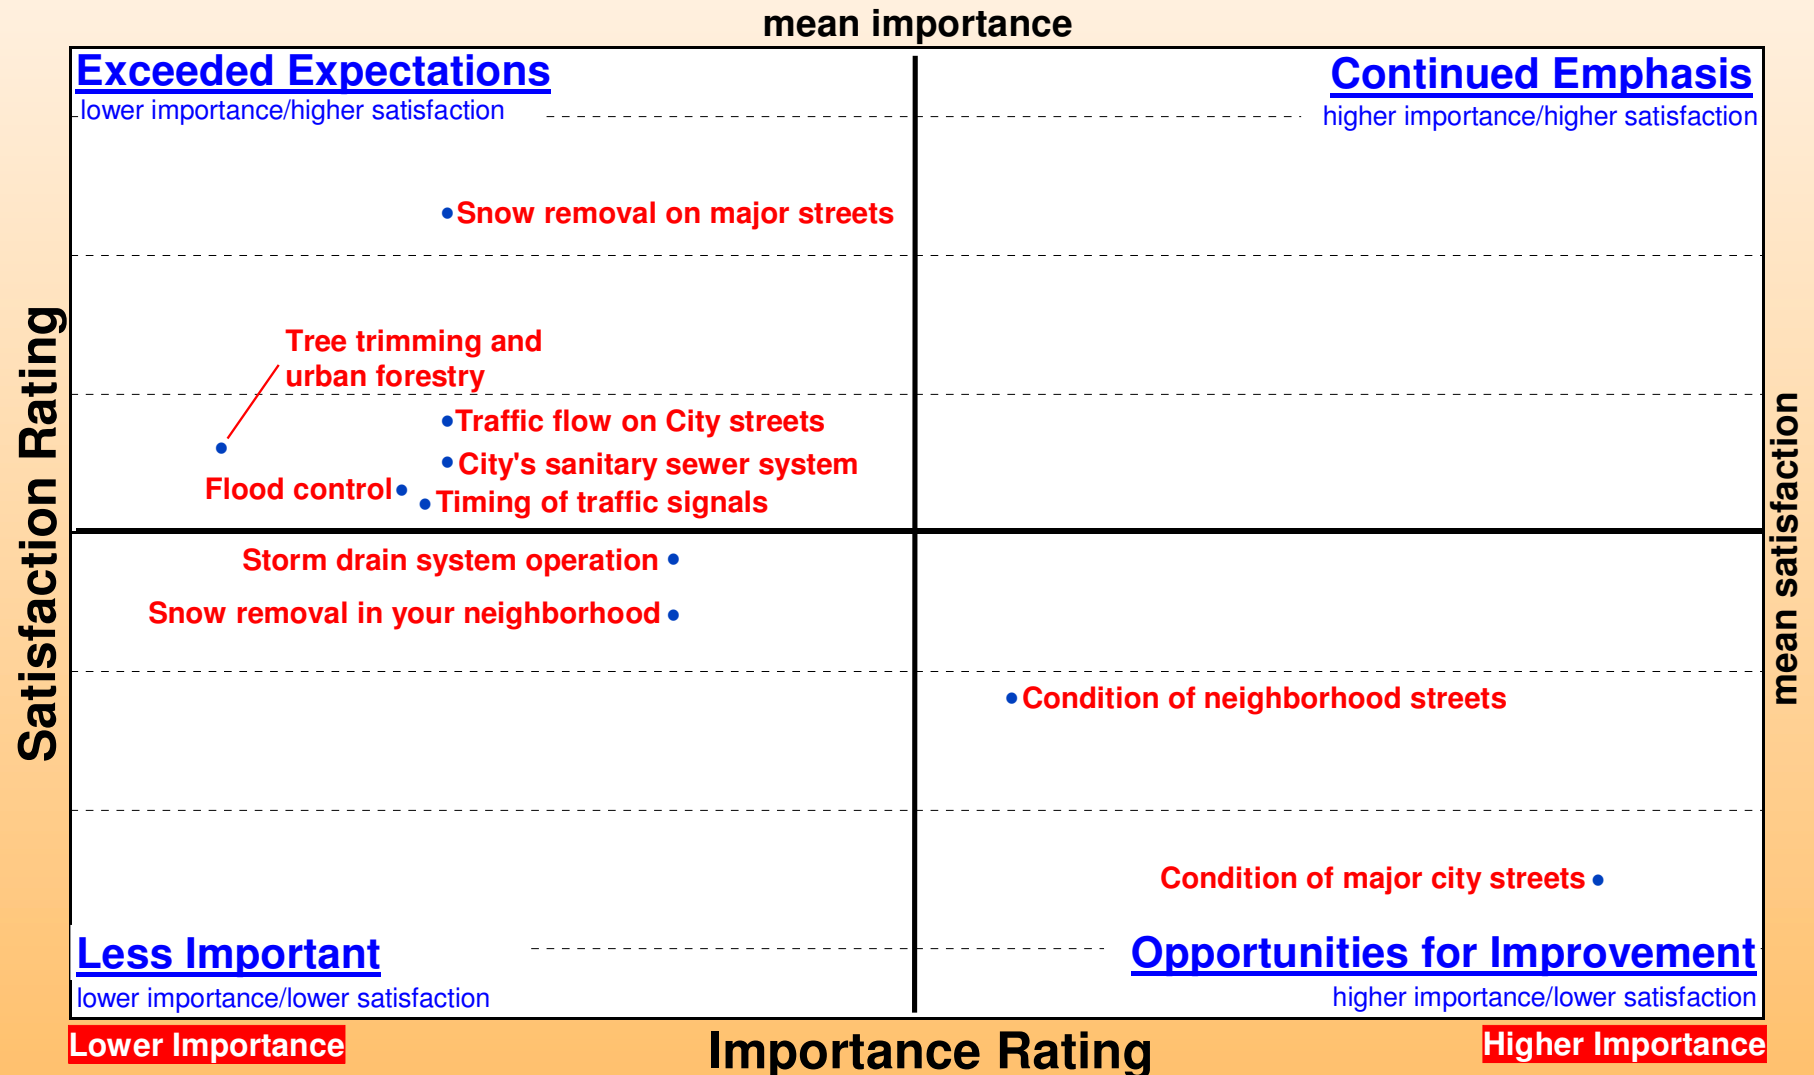 mean importance
Exceeded Expectations
lower importance/higher satisfaction
Continued Emphasis
higher importance/higher satisfaction
Snow removal on major streets
Tree trimming and
urban forestry
Traffic flow on City streets
City's sanitary sewer system
Flood control
Timing of traffic signals
Storm drain system operation
Snow removal in your neighborhood
Condition of neighborhood streets
Condition of major city streets
Less Important
lower importance/lower satisfaction
Opportunities for Improvement
higher importance/lower satisfaction
Satisfaction Rating
mean satisfaction
Lower Importance
Importance Rating
Higher Importance